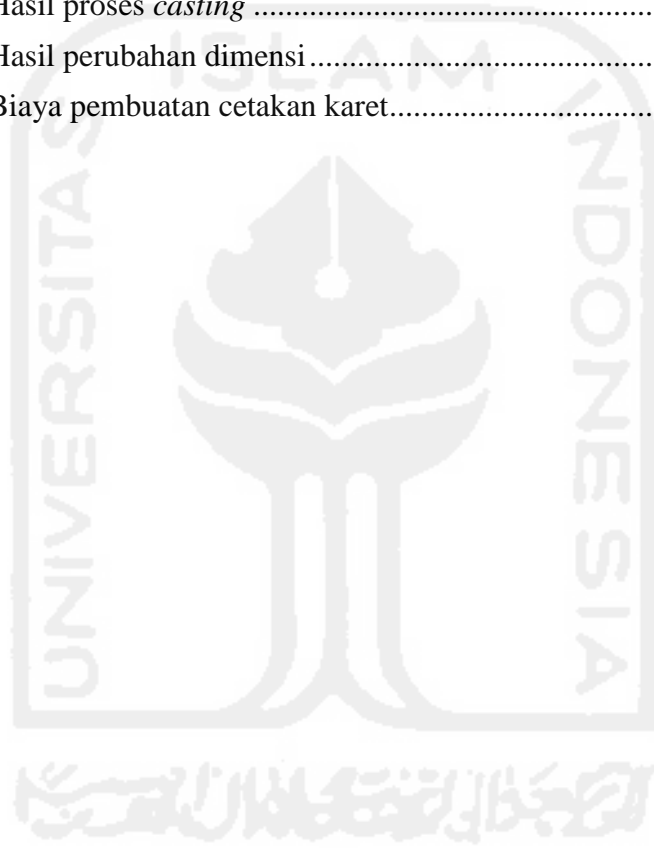 Hasil proses casting ..................................................
Hasil perubahan dimensi ...........................................
Biaya pembuatan cetakan karet.................................
ISLAM
UNIVERSITAS
INDONESIA